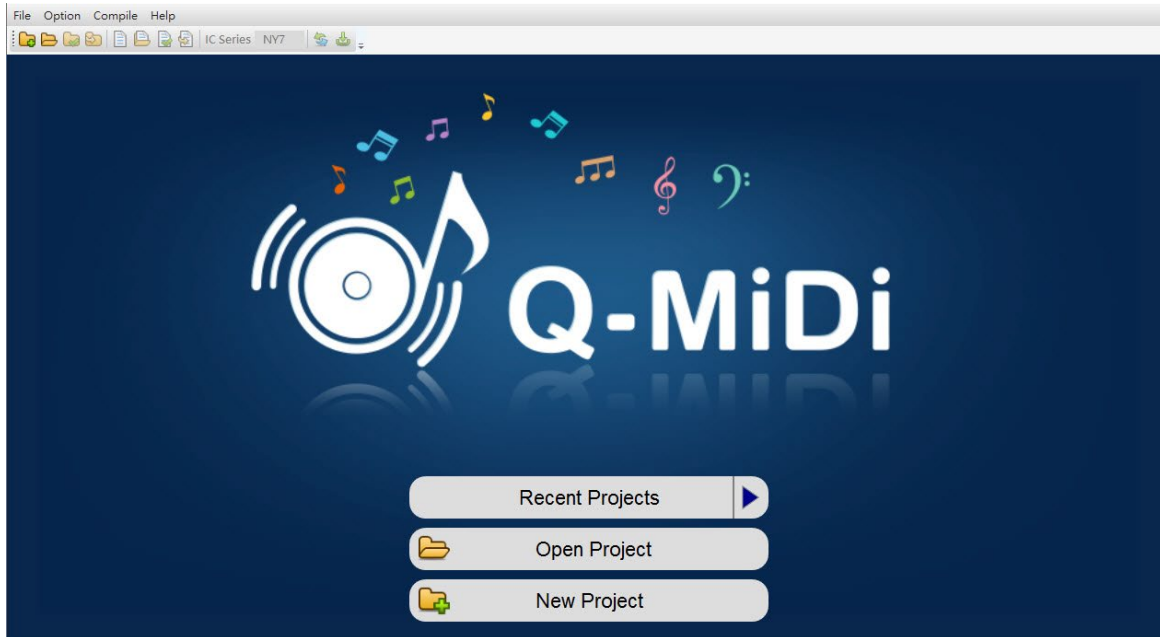 File Option Compile Help
IC Series NY7
Q-MiDi
Recent Projects
Open Project
New Project